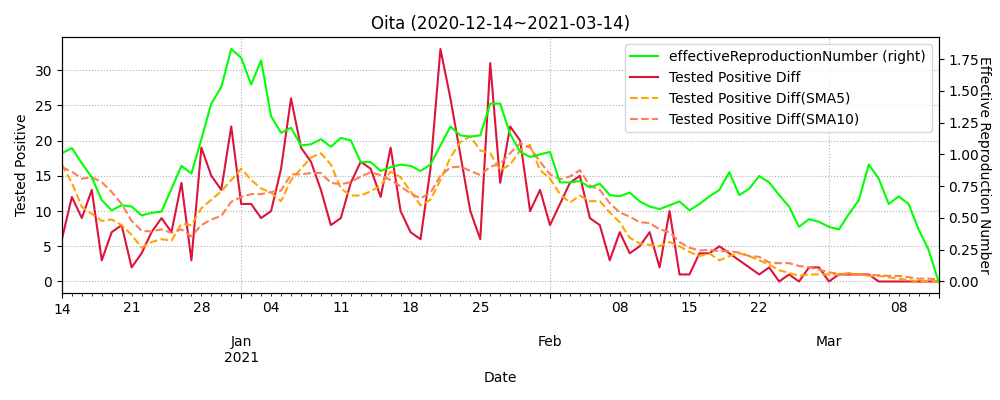 Oita (2020-12-14~2021-03-14)
effectiveReproductionNumber (right)
Tested Positive Diff
Tested Positive Diff(SMA5)
Tested Positive Diff(SMA10)
Tested Positive
30
25
20
15
10
5
0
1.75
1.50
1.25
1.00
0.75
0.50
0.25
0.00
Effective Reproduction Number
14 21 28 04 11 18 25 08 15 22 08
Jan Feb Mar
2021
Date